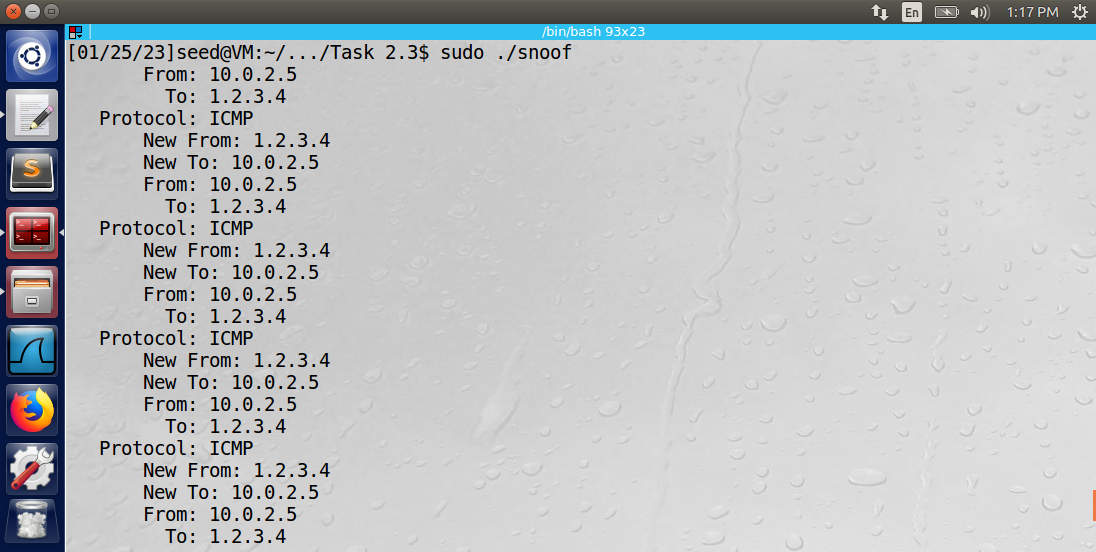 En
1:17 PM
/bin/bash 93x23
[01/25/23]seed@VM:~/.../Task 2.3$ sudo ./snoof
From: 10.0.2.5
To: 1.2.3.4
Protocol: ICMP
New From: 1.2.3.4
New To: 10.0.2.5
From: 10.0.2.5
To: 1.2.3.4
Protocol: ICMP
New From: 1.2.3.4
New To: 10.0.2.5
From: 10.0.2.5
To: 1.2.3.4
Protocol: ICMP
New From: 1.2.3.4
New To: 10.0.2.5
From: 10.0.2.5
To: 1.2.3.4
Protocol: ICMP
New From: 1.2.3.4
New To: 10.0.2.5
From: 10.0.2.5
To: 1.2.3.4